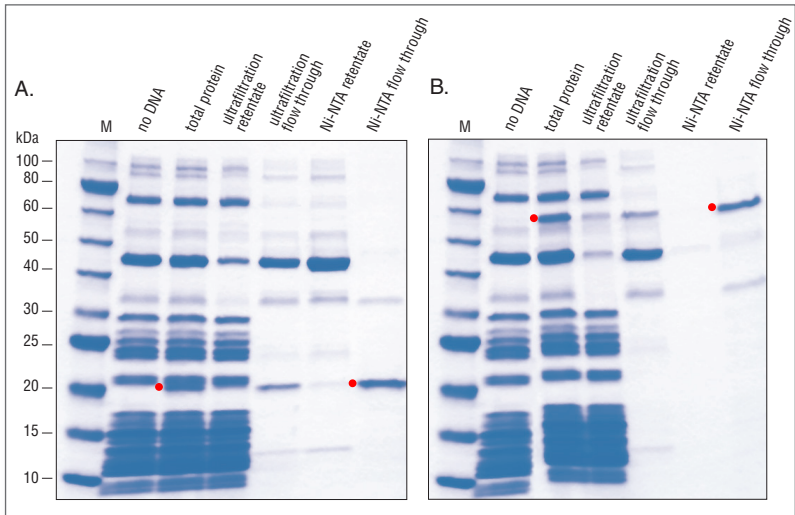 A.
M
no DNA
total protein
ultrafiltration
retentate
ultrafiltration
flow through
Ni-NTA retentate
Ni-NTA flow through
kDa
100
80
60
50
40
30
25
20
15
10
B.
M
no DNA
total protein
ultrafiltration
retentate
ultrafiltration
flow through
Ni-NTA retentate
Ni-NTA flow through